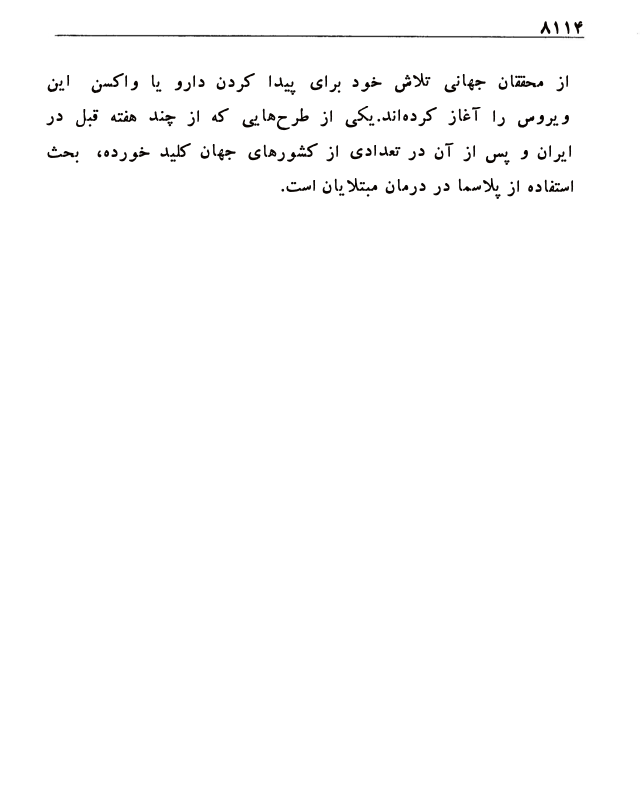 ۸۱۱۴
از محققان جهانی تلاش خود برای پیدا کردن دارو یا واکسن این
ویروس را آغاز کرده‌اند.یکی از طرح‌هایی که از چند هفته قبل در
ایران و پس از آن در تعدادی از کشورهای جهان کلید خورده، بحث
استفاده از پلاسما در درمان مبتلایان است.